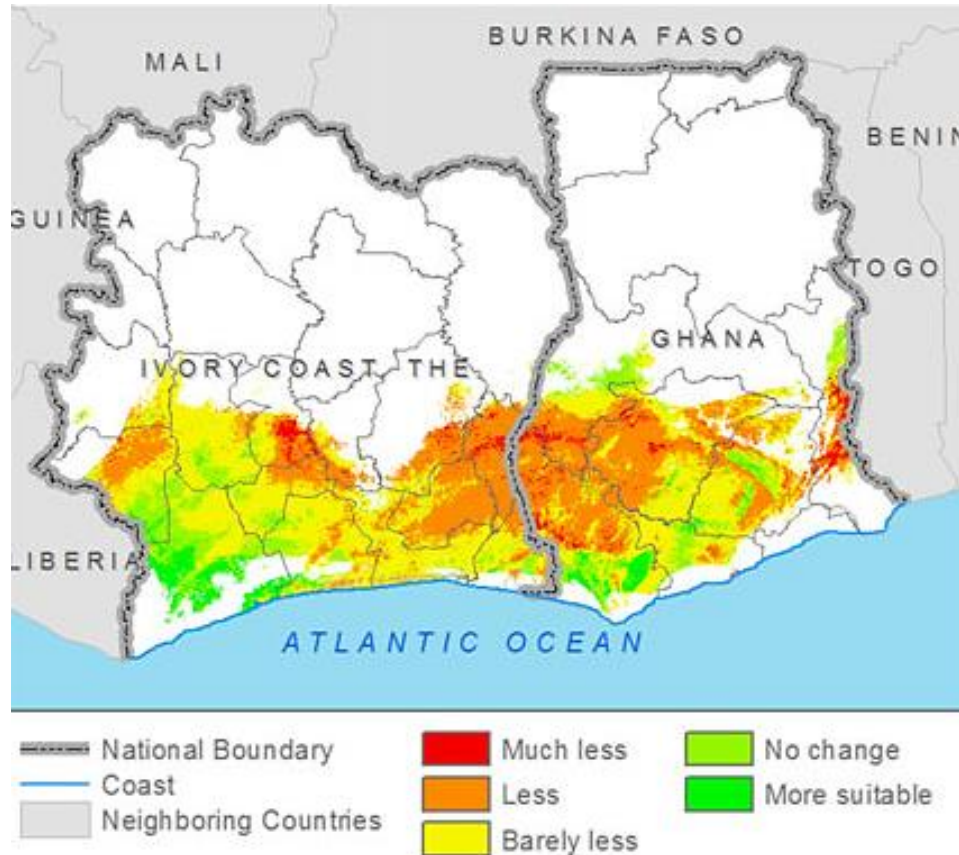 BURKINA FASO
MALI
BENIN
GUINEA
TOGO
GHANA
IVORY COAST, THE
LIBERIA
ATLANTIC OCEAN
National Boundary
Coast
Neighboring Countries
Much less
Less
Barely less
No change
More suitable